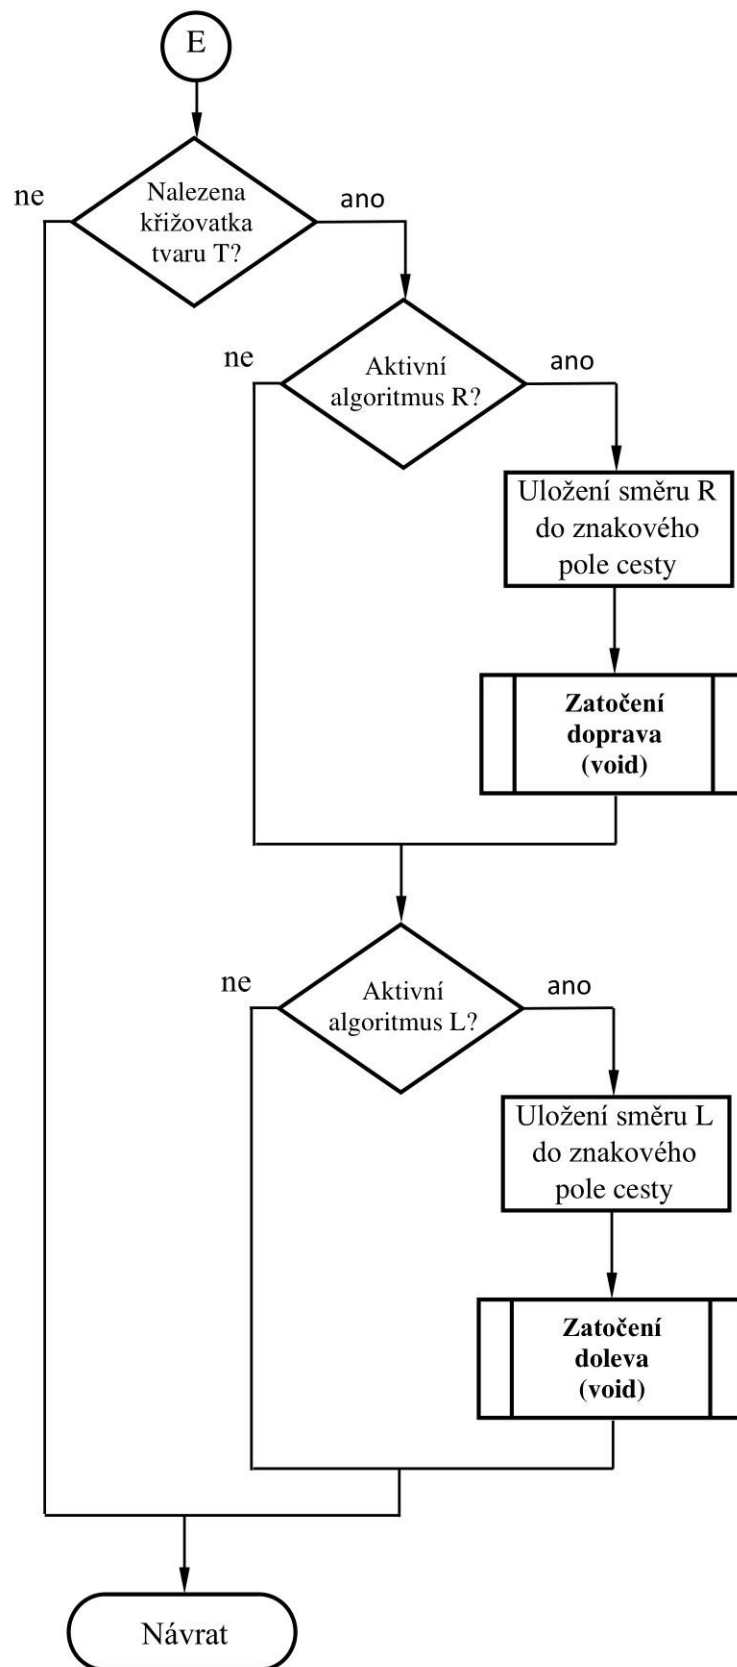 E
Nalezena
křižovatka
tvaru T?
ne
ano
Aktivní
algoritmus R?
ne
ano
Uložení směru R
do znakového
pole cesty
Zatočení
doprava
(void)
Aktivní
algoritmus L?
ne
ano
Uložení směru L
do znakového
pole cesty
Zatočení
doleva
(void)
Návrat